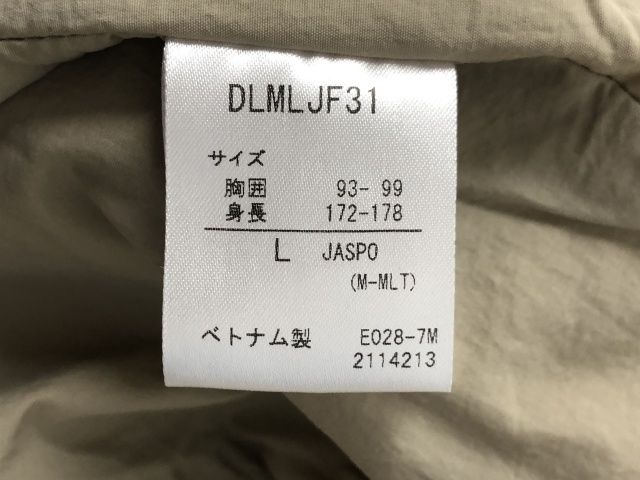 DLMLJF31
サイズ
胸囲 93- 99
身長 172-178
L JASPO
(M-MLT)
ベトナム製 E028-7M
2114213